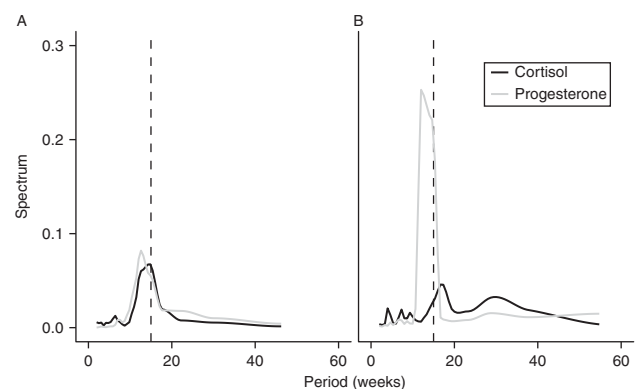 A
B
0.3
0.2
0.1
0.0
Spectrum
Cortisol
Progesterone
0 20 40 60
0 20 40 60
Period (weeks)